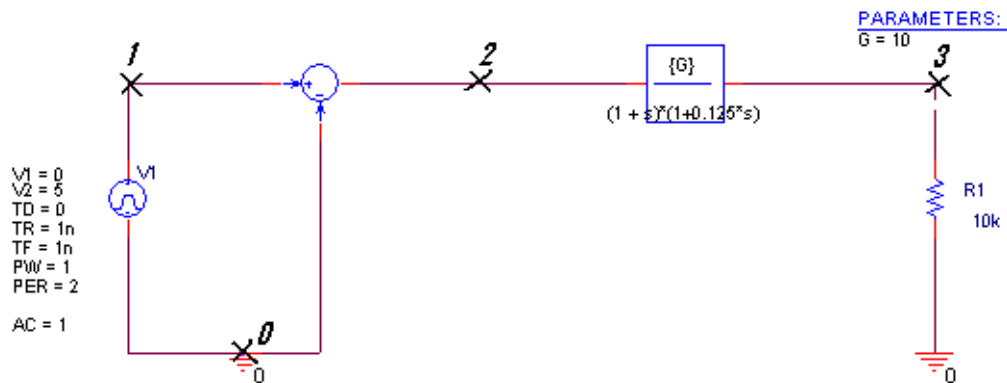 PARAMETERS:
G = 10
1
2
3
{G}
(1 + s)*(1+0.125*s)
+
−
V1
V1 = 0
V2 = 5
TD = 0
TR = 1n
TF = 1n
PW = 1
PER = 2
AC = 1
R1
10k
0
0
0